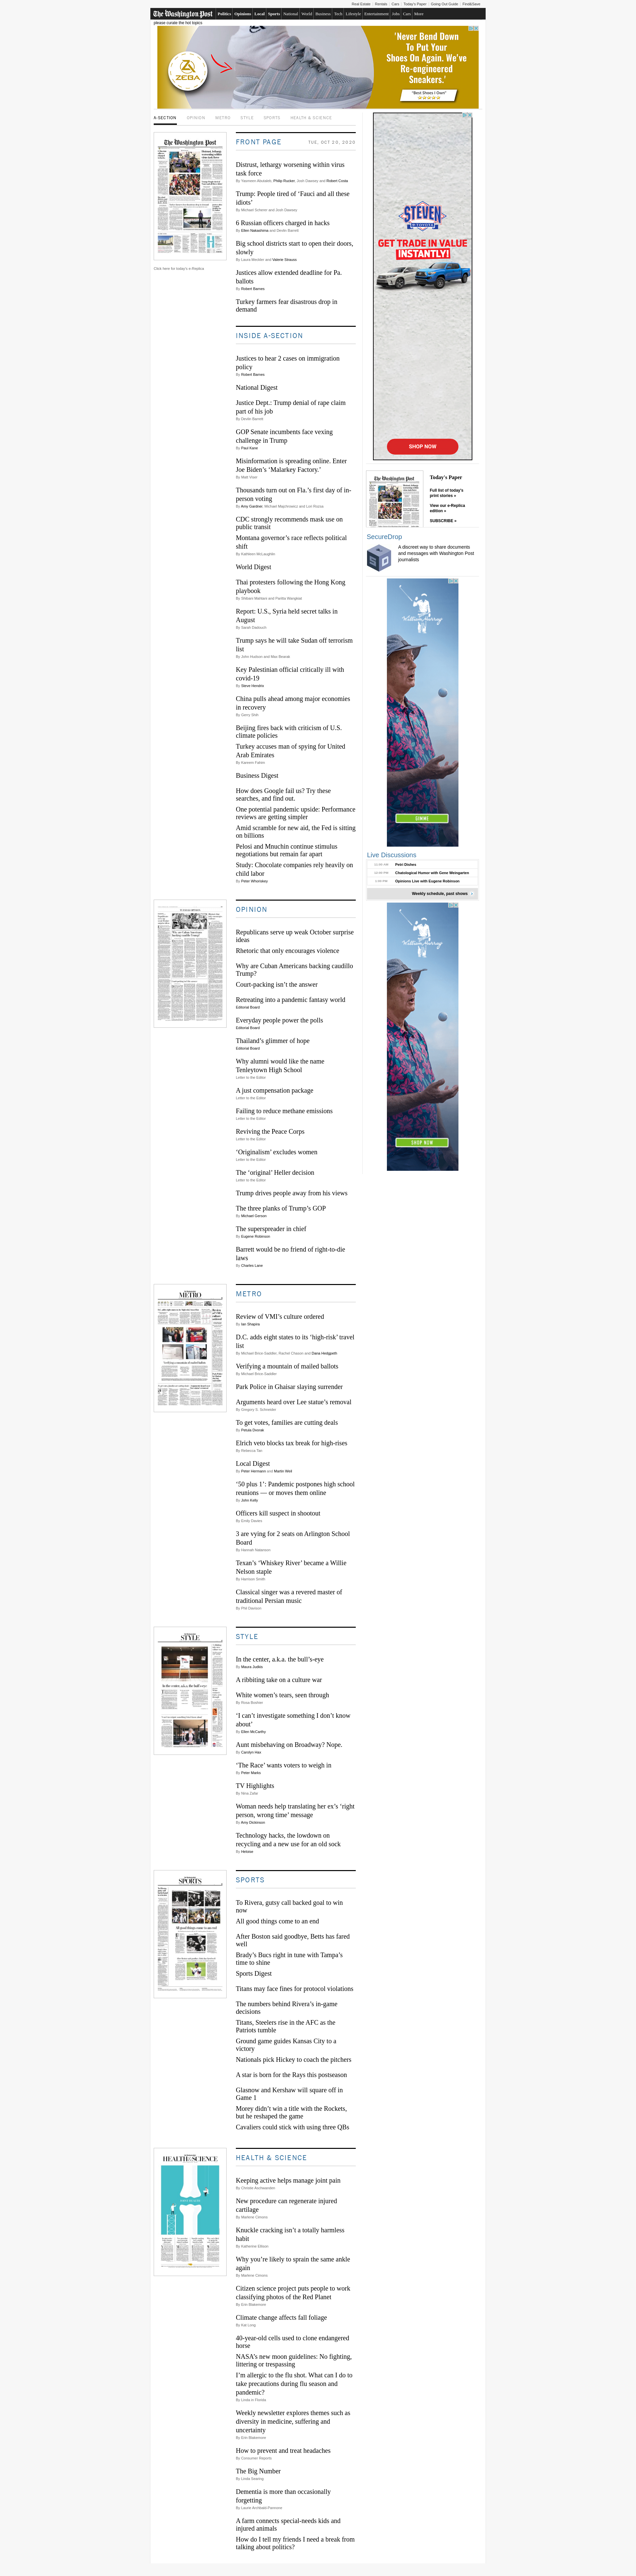 Real Estate Rentals Cars Today's Paper Going Out Guide Find&Save
The Washington Post Politics Opinions Local Sports National World Business Tech Lifestyle Entertainment Jobs Cars More
please curate the hot topics
'Never Bend Down
To Put Your
Shoes On Again. We've
Re-engineered
Sneakers.'
"Best Shoes I Own!"
ZEBA
A-SECTION OPINION METRO STYLE SPORTS HEALTH & SCIENCE
Click here for today's e-Replica
FRONT PAGE TUE, OCT 20, 2020
Distrust, lethargy worsening within virus
task force
By Yasmeen Abutaleb, Philip Rucker, Josh Dawsey and Robert Costa
Trump: People tired of ‘Fauci and all these
idiots’
By Michael Scherer and Josh Dawsey
6 Russian officers charged in hacks
By Ellen Nakashima and Devlin Barrett
Big school districts start to open their doors,
slowly
By Laura Meckler and Valerie Strauss
Justices allow extended deadline for Pa.
ballots
By Robert Barnes
Turkey farmers fear disastrous drop in
demand
INSIDE A-SECTION
Justices to hear 2 cases on immigration
policy
By Robert Barnes
National Digest
Justice Dept.: Trump denial of rape claim
part of his job
By Devlin Barrett
GOP Senate incumbents face vexing
challenge in Trump
By Paul Kane
Misinformation is spreading online. Enter
Joe Biden’s ‘Malarkey Factory.’
By Matt Viser
Thousands turn out on Fla.’s first day of in-
person voting
By Amy Gardner, Michael Majchrowicz and Lori Rozsa
CDC strongly recommends mask use on
public transit
Montana governor’s race reflects political
shift
By Kathleen McLaughlin
World Digest
Thai protesters following the Hong Kong
playbook
By Shibani Mahtani and Paritta Wangkiat
Report: U.S., Syria held secret talks in
August
By Sarah Dadouch
Trump says he will take Sudan off terrorism
list
By John Hudson and Max Bearak
Key Palestinian official critically ill with
covid-19
By Steve Hendrix
China pulls ahead among major economies
in recovery
By Gerry Shih
Beijing fires back with criticism of U.S.
climate policies
Turkey accuses man of spying for United
Arab Emirates
By Kareem Fahim
Business Digest
How does Google fail us? Try these
searches, and find out.
One potential pandemic upside: Performance
reviews are getting simpler
Amid scramble for new aid, the Fed is sitting
on billions
Pelosi and Mnuchin continue stimulus
negotiations but remain far apart
Study: Chocolate companies rely heavily on
child labor
By Peter Whoriskey
OPINION
Republicans serve up weak October surprise
ideas
Rhetoric that only encourages violence
Why are Cuban Americans backing caudillo
Trump?
Court-packing isn’t the answer
Retreating into a pandemic fantasy world
Editorial Board
Everyday people power the polls
Editorial Board
Thailand’s glimmer of hope
Editorial Board
Why alumni would like the name
Tenleytown High School
Letter to the Editor
A just compensation package
Letter to the Editor
Failing to reduce methane emissions
Letter to the Editor
Reviving the Peace Corps
Letter to the Editor
‘Originalism’ excludes women
Letter to the Editor
The ‘original’ Heller decision
Letter to the Editor
Trump drives people away from his views
The three planks of Trump’s GOP
By Michael Gerson
The superspreader in chief
By Eugene Robinson
Barrett would be no friend of right-to-die
laws
By Charles Lane
METRO
Review of VMI’s culture ordered
By Ian Shapira
D.C. adds eight states to its ‘high-risk’ travel
list
By Michael Brice-Saddler, Rachel Chason and Dana Hedgpeth
Verifying a mountain of mailed ballots
By Michael Brice-Saddler
Park Police in Ghaisar slaying surrender
Arguments heard over Lee statue’s removal
By Gregory S. Schneider
To get votes, families are cutting deals
By Petula Dvorak
Elrich veto blocks tax break for high-rises
By Rebecca Tan
Local Digest
By Peter Hermann and Martin Weil
‘50 plus 1’: Pandemic postpones high school
reunions — or moves them online
By John Kelly
Officers kill suspect in shootout
By Emily Davies
3 are vying for 2 seats on Arlington School
Board
By Hannah Natanson
Texan’s ‘Whiskey River’ became a Willie
Nelson staple
By Harrison Smith
Classical singer was a revered master of
traditional Persian music
By Phil Davison
STYLE
In the center, a.k.a. the bull’s-eye
By Maura Judkis
A ribbiting take on a culture war
White women’s tears, seen through
By Rosa Boshier
‘I can’t investigate something I don’t know
about’
By Ellen McCarthy
Aunt misbehaving on Broadway? Nope.
By Carolyn Hax
‘The Race’ wants voters to weigh in
By Peter Marks
TV Highlights
By Nina Zafar
Woman needs help translating her ex’s ‘right
person, wrong time’ message
By Amy Dickinson
Technology hacks, the lowdown on
recycling and a new use for an old sock
By Heloise
SPORTS
To Rivera, gutsy call backed goal to win
now
All good things come to an end
After Boston said goodbye, Betts has fared
well
Brady’s Bucs right in tune with Tampa’s
time to shine
Sports Digest
Titans may face fines for protocol violations
The numbers behind Rivera’s in-game
decisions
Titans, Steelers rise in the AFC as the
Patriots tumble
Ground game guides Kansas City to a
victory
Nationals pick Hickey to coach the pitchers
A star is born for the Rays this postseason
Glasnow and Kershaw will square off in
Game 1
Morey didn’t win a title with the Rockets,
but he reshaped the game
Cavaliers could stick with using three QBs
HEALTH & SCIENCE
Keeping active helps manage joint pain
By Christie Aschwanden
New procedure can regenerate injured
cartilage
By Marlene Cimons
Knuckle cracking isn’t a totally harmless
habit
By Katherine Ellison
Why you’re likely to sprain the same ankle
again
By Marlene Cimons
Citizen science project puts people to work
classifying photos of the Red Planet
By Erin Blakemore
Climate change affects fall foliage
By Kat Long
40-year-old cells used to clone endangered
horse
NASA’s new moon guidelines: No fighting,
littering or trespassing
I’m allergic to the flu shot. What can I do to
take precautions during flu season and
pandemic?
By Linda in Florida
Weekly newsletter explores themes such as
diversity in medicine, suffering and
uncertainty
By Erin Blakemore
How to prevent and treat headaches
By Consumer Reports
The Big Number
By Linda Searing
Dementia is more than occasionally
forgetting
By Laurie Archbald-Pannone
A farm connects special-needs kids and
injured animals
How do I tell my friends I need a break from
talking about politics?
STEVEN
GET TRADE IN VALUE
INSTANTLY!
SHOP NOW
The Washington Post
Today's Paper
Full list of today's
print stories »
View our e-Replica
edition »
SUBSCRIBE »
SecureDrop
A discreet way to share documents
and messages with Washington Post
journalists
William Murray
GIMME
Live Discussions
11:00 AM Petri Dishes
12:00 PM Chatological Humor with Gene Weingarten
1:00 PM Opinions Live with Eugene Robinson
Weekly schedule, past shows
William Murray
SHOP NOW
METRO
STYLE
SPORTS
HEALTH&SCIENCE